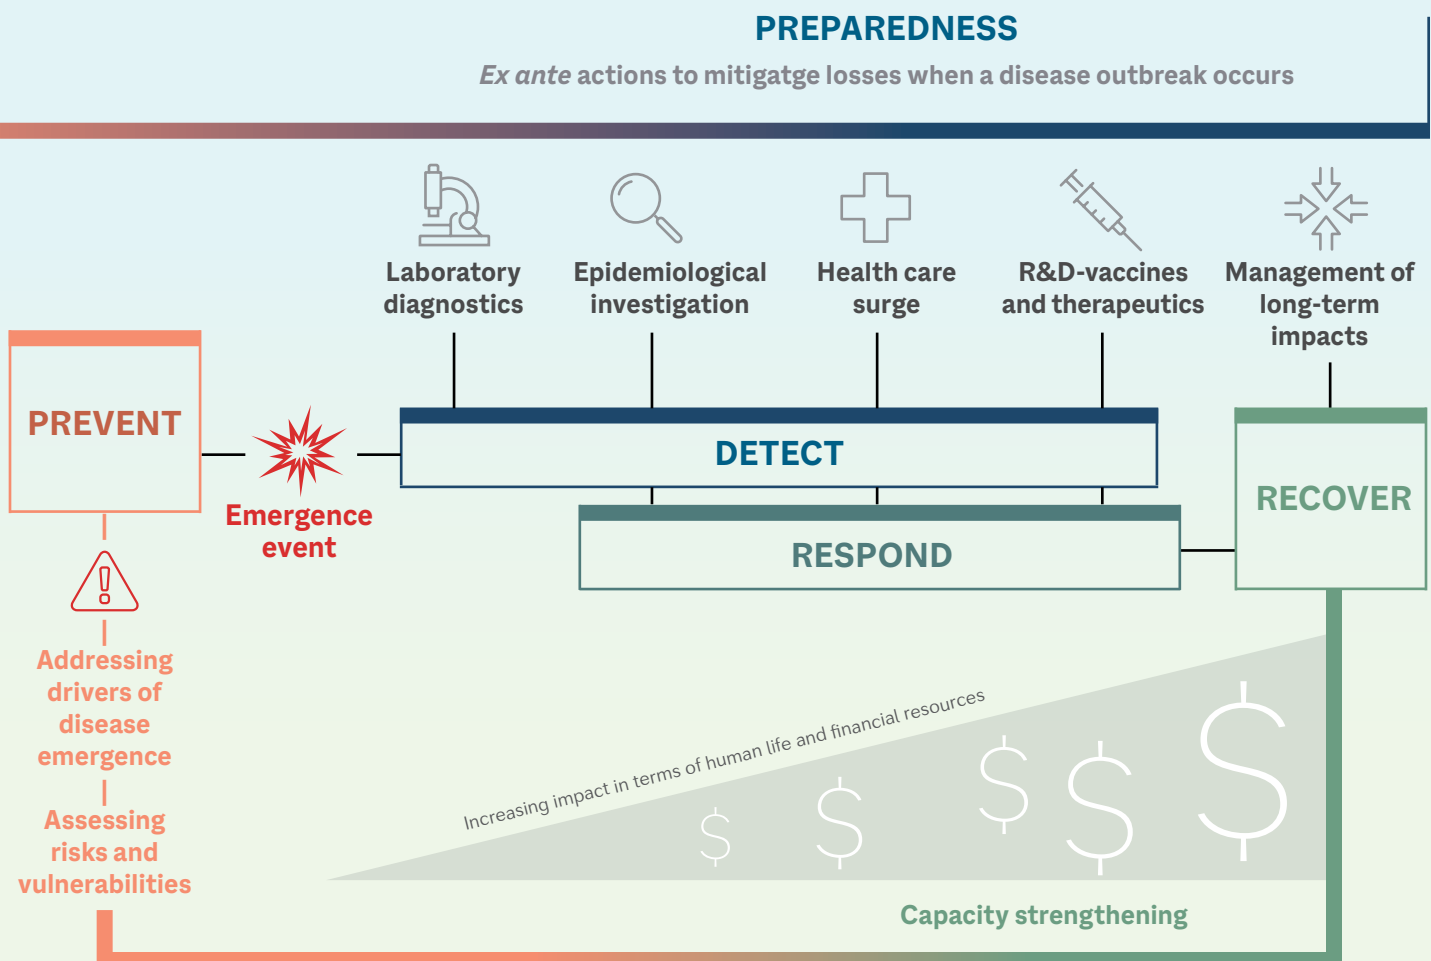 PREPAREDNESS
Ex ante actions to mitigatge losses when a disease outbreak occurs
Laboratory
diagnostics
Epidemiological
investigation
Health care
surge
R&D-vaccines
and therapeutics
Management of
long-term
impacts
PREVENT
Emergence
event
DETECT
RESPOND
RECOVER
Addressing
drivers of
disease
emergence
Assessing
risks and
vulnerabilities
Increasing impact in terms of human life and financial resources
$ $ $ $ $
Capacity strengthening